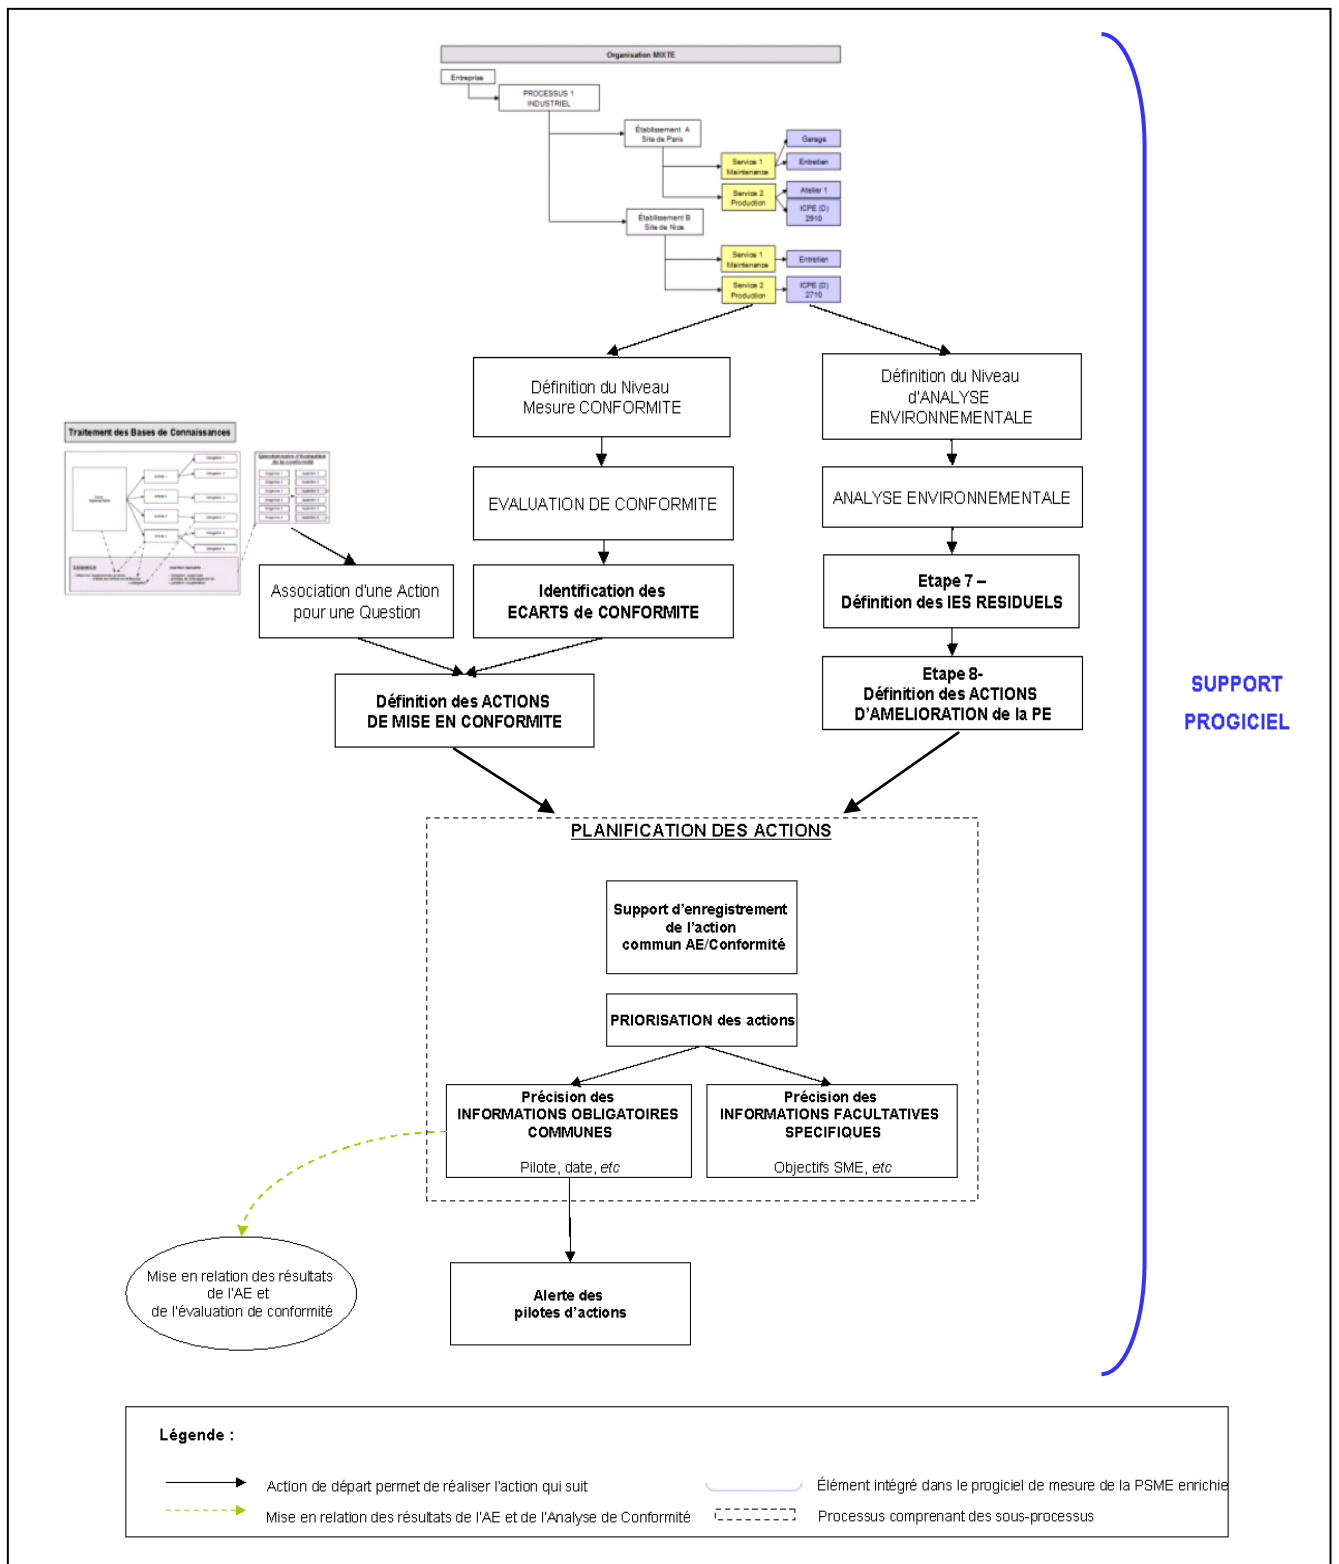 Organisation MIXTE
Entreprise
PROCESSUS 1
INDUSTRIEL
Établissement A
Site de Paris
Garage
Service 1
Maintenance
Entretien
Service 2
Production
Atelier 1
ICPE (D)
2910
Établissement B
Site de Nice
Service 1
Maintenance
Entretien
Service 2
Production
ICPE (D)
2710
Définition du Niveau
Mesure CONFORMITE
Définition du Niveau
d'ANALYSE
ENVIRONNEMENTALE
Traitement des Bases de Connaissances
Questionnaire d'évaluation
de la conformité
EVALUATION DE CONFORMITE
ANALYSE ENVIRONNEMENTALE
Association d'une Action
pour une Question
Identification des
ECARTS de CONFORMITE
Etape 7 –
Définition des IES RESIDUELS
Définition des ACTIONS
DE MISE EN CONFORMITE
Etape 8-
Définition des ACTIONS
D'AMELIORATION de la PE
SUPPORT
PROGICIEL
PLANIFICATION DES ACTIONS
Support d'enregistrement
de l'action
commun AE/Conformité
PRIORISATION des actions
Précision des
INFORMATIONS OBLIGATOIRES
COMMUNES
Pilote, date, etc
Précision des
INFORMATIONS FACULTATIVES
SPECIFIQUES
Objectifs SME, etc
Mise en relation des résultats
de l'AE et
de l'évaluation de conformité
Alerte des
pilotes d'actions
Légende :
Action de départ permet de réaliser l'action qui suit
Élément intégré dans le progiciel de mesure de la PSME enrichie
Mise en relation des résultats de l'AE et de l'Analyse de Conformité
Processus comprenant des sous-processus